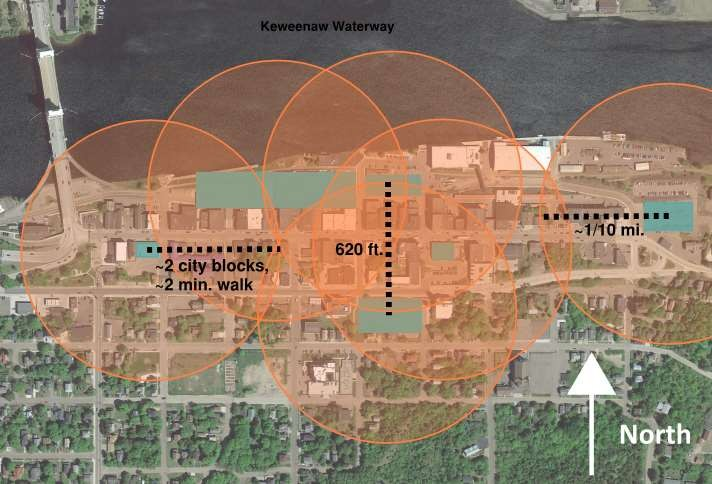 Keweenaw Waterway
620 ft.
~1/10 mi.
~2 city blocks,
~2 min. walk
North